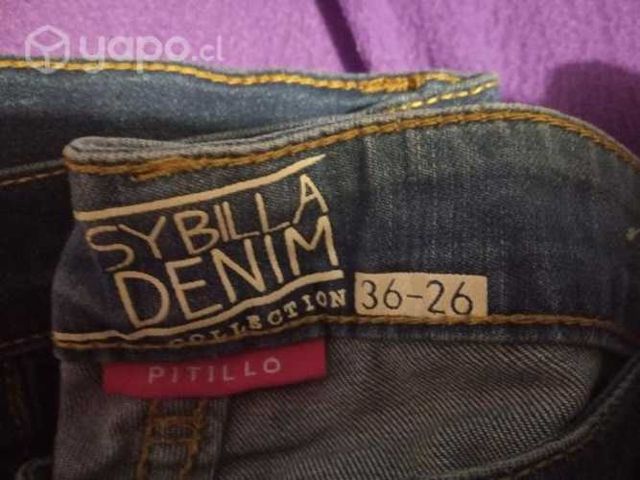 yapo.cl
SYBILLA
DENIM
COLLECTION
36-26
PITILLO